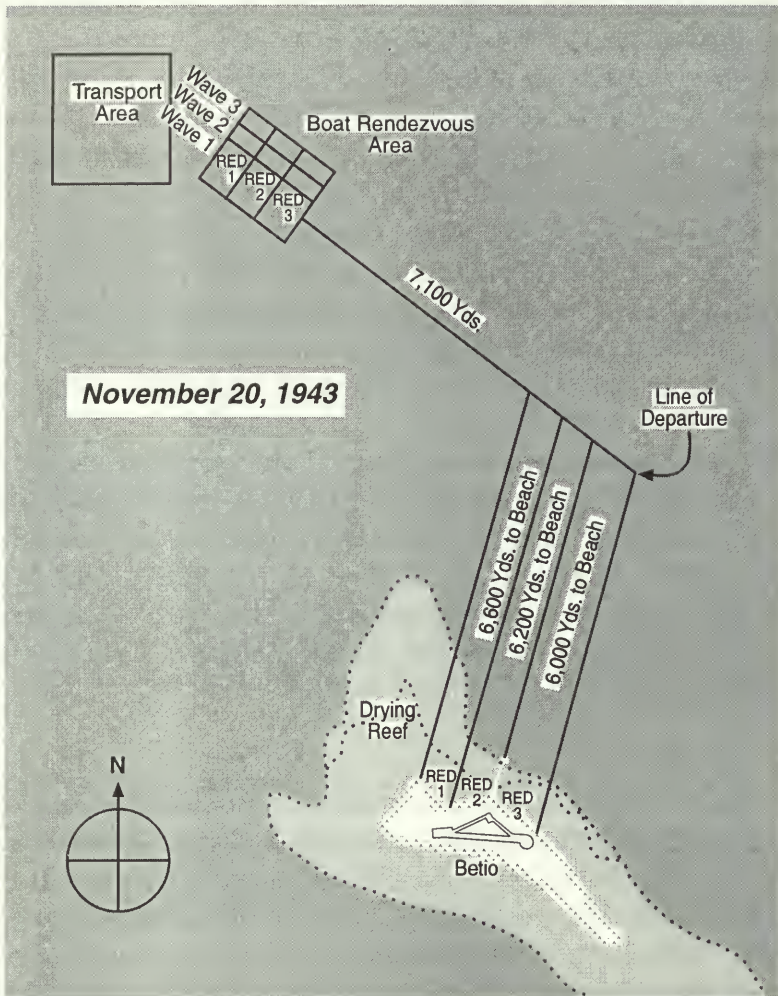 Transport
Area
Wave 3
Wave 2
Wave 1
Boat Rendezvous
Area
RED
1
RED
2
RED
3
7,100 Yds.
November 20, 1943
Line of
Departure
6,600 Yds. to Beach
6,200 Yds. to Beach
6,000 Yds. to Beach
Drying
Reef
N
RED
1
RED
2
RED
3
Betio